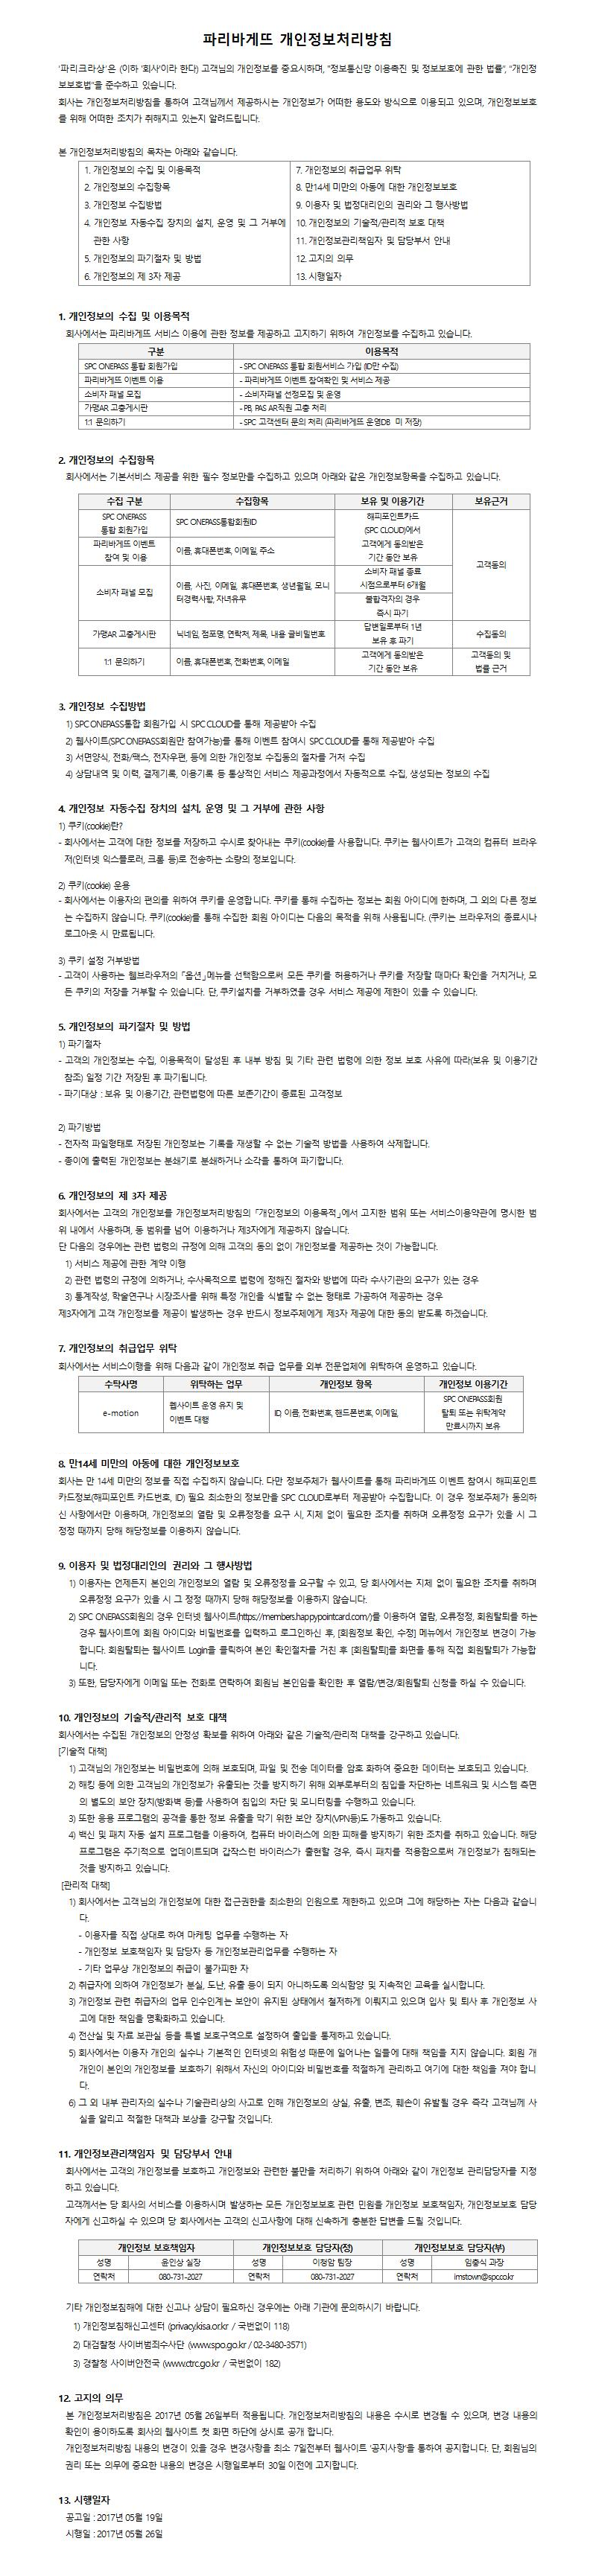 파리바게뜨 개인정보처리방침
'파리크라상'은 (이하 '회사'이라 한다) 고객님의 개인정보를 중요시하며, "정보통신망 이용촉진 및 정보보호에 관한 법률", "개인정
보보호법"을 준수하고 있습니다.
회사는 개인정보처리방침을 통하여 고객님께서 제공하시는 개인정보가 어떠한 용도와 방식으로 이용되고 있으며, 개인정보보호
를 위해 어떠한 조치가 취해지고 있는지 알려드립니다.
본 개인정보처리방침의 목차는 아래와 같습니다.
1. 개인정보의 수집 및 이용목적
2. 개인정보의 수집항목
3. 개인정보 수집방법
4. 개인정보 자동수집 장치의 설치, 운영 및 그 거부에
관한 사항
5. 개인정보의 파기절차 및 방법
6. 개인정보의 제 3자 제공
7. 개인정보의 취급업무 위탁
8. 만14세 미만의 아동에 대한 개인정보보호
9. 이용자 및 법정대리인의 권리와 그 행사방법
10. 개인정보의 기술적/관리적 보호 대책
11. 개인정보관리책임자 및 담당부서 안내
12. 고지의 의무
13. 시행일자
1. 개인정보의 수집 및 이용목적
회사에서는 파리바게뜨 서비스 이용에 관한 정보를 제공하고 고지하기 위하여 개인정보를 수집하고 있습니다.
구분 이용목적
SPC ONEPASS 통합 회원가입 - SPC ONEPASS 통합 회원서비스 가입 (ID만 수집)
파리바게뜨 이벤트 이용 - 파리바게뜨 이벤트 참여확인 및 서비스 제공
소비자 패널 모집 - 소비자패널 선정모집 및 운영
가맹AR 고충게시판 - PB, PAS AR직원 고충 처리
1:1 문의하기 - SPC 고객센터 문의 처리 (파리바게뜨 운영DB 미 저장)
2. 개인정보의 수집항목
회사에서는 기본서비스 제공을 위한 필수 정보만을 수집하고 있으며 아래와 같은 개인정보항목을 수집하고 있습니다.
수집 구분 수집항목 보유 및 이용기간 보유근거
SPC ONEPASS
통합 회원가입
SPC ONEPASS통합회원ID
해피포인트카드
(SPC CLOUD)에서
고객에게 동의받은
기간 동안 보유
고객동의
파리바게뜨 이벤트
참여 및 이용
이름, 휴대폰번호, 이메일, 주소
소비자 패널 모집
이름, 사진, 이메일, 휴대폰번호, 생년월일, 모니
터경력사항, 자녀유무
소비자 패널 종료
시점으로부터 6개월
불합격자의 경우
즉시 파기
가맹AR 고충게시판 닉네임, 점포명, 연락처, 제목, 내용 글비밀번호
답변일로부터 1년
보유 후 파기
수집동의
1:1 문의하기 이름, 휴대폰번호, 전화번호, 이메일
고객에게 동의받은
기간 동안 보유
고객동의 및
법률 근거
3. 개인정보 수집방법
1) SPC ONEPASS통합 회원가입 시 SPC CLOUD를 통해 제공받아 수집
2) 웹사이트(SPC ONEPASS회원만 참여가능)를 통해 이벤트 참여시 SPC CLOUD를 통해 제공받아 수집
3) 서면양식, 전화/팩스, 전자우편, 등에 의한 개인정보 수집동의 절차를 거쳐 수집
4) 상담내역 및 이력, 결제기록, 이용기록 등 통상적인 서비스 제공과정에서 자동적으로 수집, 생성되는 정보의 수집
4. 개인정보 자동수집 장치의 설치, 운영 및 그 거부에 관한 사항
1) 쿠키(cookie)란?
- 회사에서는 고객에 대한 정보를 저장하고 수시로 찾아내는 쿠키(cookie)를 사용합니다. 쿠키는 웹사이트가 고객의 컴퓨터 브라우
저(인터넷 익스플로러, 크롬 등)로 전송하는 소량의 정보입니다.
2) 쿠키(cookie) 운용
- 회사에서는 이용자의 편의를 위하여 쿠키를 운영합니다. 쿠키를 통해 수집하는 정보는 회원 아이디에 한하며, 그 외의 다른 정보
는 수집하지 않습니다. 쿠키(cookie)를 통해 수집한 회원 아이디는 다음의 목적을 위해 사용됩니다. (쿠키는 브라우저의 종료시나
로그아웃 시 만료됩니다.
3) 쿠키 설정 거부방법
- 고객이 사용하는 웹브라우저의 「옵션」메뉴를 선택함으로써 모든 쿠키를 허용하거나 쿠키를 저장할 때마다 확인을 거치거나, 모
든 쿠키의 저장을 거부할 수 있습니다. 단, 쿠키설치를 거부하였을 경우 서비스 제공에 제한이 있을 수 있습니다.
5. 개인정보의 파기절차 및 방법
1) 파기절차
- 고객의 개인정보는 수집, 이용목적이 달성된 후 내부 방침 및 기타 관련 법령에 의한 정보 보호 사유에 따라(보유 및 이용기간
참조) 일정 기간 저장된 후 파기됩니다.
- 파기대상 : 보유 및 이용기간, 관련법령에 따른 보존기간이 종료된 고객정보
2) 파기방법
- 전자적 파일형태로 저장된 개인정보는 기록을 재생할 수 없는 기술적 방법을 사용하여 삭제합니다.
- 종이에 출력된 개인정보는 분쇄기로 분쇄하거나 소각을 통하여 파기합니다.
6. 개인정보의 제 3자 제공
회사에서는 고객의 개인정보를 개인정보처리방침의 「개인정보의 이용목적」에서 고지한 범위 또는 서비스이용약관에 명시한 범
위 내에서 사용하며, 동 범위를 넘어 이용하거나 제3자에게 제공하지 않습니다.
단 다음의 경우에는 관련 법령의 규정에 의해 고객의 동의 없이 개인정보를 제공하는 것이 가능합니다.
1) 서비스 제공에 관한 계약 이행
2) 관련 법령의 규정에 의하거나, 수사목적으로 법령에 정해진 절차와 방법에 따라 수사기관의 요구가 있는 경우
3) 통계작성, 학술연구나 시장조사를 위해 특정 개인을 식별할 수 없는 형태로 가공하여 제공하는 경우
제3자에게 고객 개인정보를 제공이 발생하는 경우 반드시 정보주체에게 제3자 제공에 대한 동의 받도록 하겠습니다.
7. 개인정보의 취급업무 위탁
회사에서는 서비스이행을 위해 다음과 같이 개인정보 취급 업무를 외부 전문업체에 위탁하여 운영하고 있습니다.
수탁사명 위탁하는 업무 개인정보 항목 개인정보 이용기간
e-motion
웹사이트 운영 유지 및
이벤트 대행
ID, 이름, 전화번호, 핸드폰번호, 이메일,
SPC ONEPASS회원
탈퇴 또는 위탁계약
만료시까지 보유
8. 만14세 미만의 아동에 대한 개인정보보호
회사는 만 14세 미만의 정보를 직접 수집하지 않습니다. 다만 정보주체가 웹사이트를 통해 파리바게뜨 이벤트 참여시 해피포인트
카드정보(해피포인트 카드번호, ID) 필요 최소한의 정보만을 SPC CLOUD로부터 제공받아 수집합니다. 이 경우 정보주체가 동의하
신 사항에서만 이용하며, 개인정보의 열람 및 오류정정을 요구 시, 지체 없이 필요한 조치를 취하며 오류정정 요구가 있을 시 그
정정 때까지 당해 해당정보를 이용하지 않습니다.
9. 이용자 및 법정대리인의 권리와 그 행사방법
1) 이용자는 언제든지 본인의 개인정보의 열람 및 오류정정을 요구할 수 있고, 당 회사에서는 지체 없이 필요한 조치를 취하며
오류정정 요구가 있을 시 그 정정 때까지 당해 해당정보를 이용하지 않습니다.
2) SPC ONEPASS회원의 경우 인터넷 웹사이트(https://members.happypointcard.com/)를 이용하여 열람, 오류정정, 회원탈퇴를 하는
경우 웹사이트에 회원 아이디와 비밀번호를 입력하고 로그인하신 후, [회원정보 확인, 수정] 메뉴에서 개인정보 변경이 가능
합니다. 회원탈퇴는 웹사이트 Login을 클릭하여 본인 확인절차를 거친 후 [회원탈퇴]를 화면을 통해 직접 회원탈퇴가 가능합
니다.
3) 또한, 담당자에게 이메일 또는 전화로 연락하여 회원님 본인임을 확인한 후 열람/변경/회원탈퇴 신청을 하실 수 있습니다.
10. 개인정보의 기술적/관리적 보호 대책
회사에서는 수집된 개인정보의 안정성 확보를 위하여 아래와 같은 기술적/관리적 대책을 강구하고 있습니다.
[기술적 대책]
1) 고객님의 개인정보는 비밀번호에 의해 보호되며, 파일 및 전송 데이터를 암호 화하여 중요한 데이터는 보호되고 있습니다.
2) 해킹 등에 의한 고객님의 개인정보가 유출되는 것을 방지하기 위해 외부로부터의 침입을 차단하는 네트워크 및 시스템 측면
의 별도의 보안 장치(방화벽 등)를 사용하여 침입의 차단 및 모니터링을 수행하고 있습니다.
3) 또한 응용 프로그램의 공격을 통한 정보 유출을 막기 위한 보안 장치(VPN등)도 가동하고 있습니다.
4) 백신 및 패치 자동 설치 프로그램을 이용하여, 컴퓨터 바이러스에 의한 피해를 방지하기 위한 조치를 취하고 있습니다. 해당
프로그램은 주기적으로 업데이트되며 갑작스런 바이러스가 출현할 경우, 즉시 패치를 적용함으로써 개인정보가 침해되는
것을 방지하고 있습니다.
[관리적 대책]
1) 회사에서는 고객님의 개인정보에 대한 접근권한을 최소한의 인원으로 제한하고 있으며 그에 해당하는 자는 다음과 같습니
다.
- 이용자를 직접 상대로 하여 마케팅 업무를 수행하는 자
- 개인정보 보호책임자 및 담당자 등 개인정보관리업무를 수행하는 자
- 기타 업무상 개인정보의 취급이 불가피한 자
2) 취급자에 의하여 개인정보가 분실, 도난, 유출 등이 되지 아니하도록 의식함양 및 지속적인 교육을 실시합니다.
3) 개인정보 관련 취급자의 업무 인수인계는 보안이 유지된 상태에서 철저하게 이뤄지고 있으며 입사 및 퇴사 후 개인정보 사
고에 대한 책임을 명확화하고 있습니다.
4) 전산실 및 자료 보관실 등을 특별 보호구역으로 설정하여 출입을 통제하고 있습니다.
5) 회사에서는 이용자 개인의 실수나 기본적인 인터넷의 위험성 때문에 일어나는 일들에 대해 책임을 지지 않습니다. 회원 개
개인이 본인의 개인정보를 보호하기 위해서 자신의 아이디와 비밀번호를 적절하게 관리하고 여기에 대한 책임을 져야 합니
다.
6) 그 외 내부 관리자의 실수나 기술관리상의 사고로 인해 개인정보의 상실, 유출, 변조, 훼손이 유발될 경우 즉각 고객님께 사
실을 알리고 적절한 대책과 보상을 강구할 것입니다.
11. 개인정보관리책임자 및 담당부서 안내
회사에서는 고객의 개인정보를 보호하고 개인정보와 관련한 불만을 처리하기 위하여 아래와 같이 개인정보 관리담당자를 지정
하고 있습니다.
고객께서는 당 회사의 서비스를 이용하시며 발생하는 모든 개인정보보호 관련 민원을 개인정보 보호책임자, 개인정보보호 담당
자에게 신고하실 수 있으며 당 회사에서는 고객의 신고사항에 대해 신속하게 충분한 답변을 드릴 것입니다.
개인정보 보호책임자 개인정보보호 담당자(정) 개인정보보호 담당자(부)
성명 윤인상 실장 성명 이정암 팀장 성명 임충식 과장
연락처 080-731-2027 연락처 080-731-2027 연락처 imstown@spc.co.kr
기타 개인정보침해에 대한 신고나 상담이 필요하신 경우에는 아래 기관에 문의하시기 바랍니다.
1) 개인정보침해신고센터 (privacy.kisa.or.kr / 국번없이 118)
2) 대검찰청 사이버범죄수사단 (www.spo.go.kr / 02-3480-3571)
3) 경찰청 사이버안전국 (www.ctrc.go.kr / 국번없이 182)
12. 고지의 의무
본 개인정보처리방침은 2017년 05월 26일부터 적용됩니다. 개인정보처리방침의 내용은 수시로 변경될 수 있으며, 변경 내용의
확인이 용이하도록 회사의 웹사이트 첫 화면 하단에 상시로 공개 합니다.
개인정보처리방침 내용의 변경이 있을 경우 변경사항을 최소 7일전부터 웹사이트 '공지사항'을 통하여 공지합니다. 단, 회원님의
권리 또는 의무에 중요한 내용의 변경은 시행일로부터 30일 이전에 고지합니다.
13. 시행일자
공고일 : 2017년 05월 19일
시행일 : 2017년 05월 26일